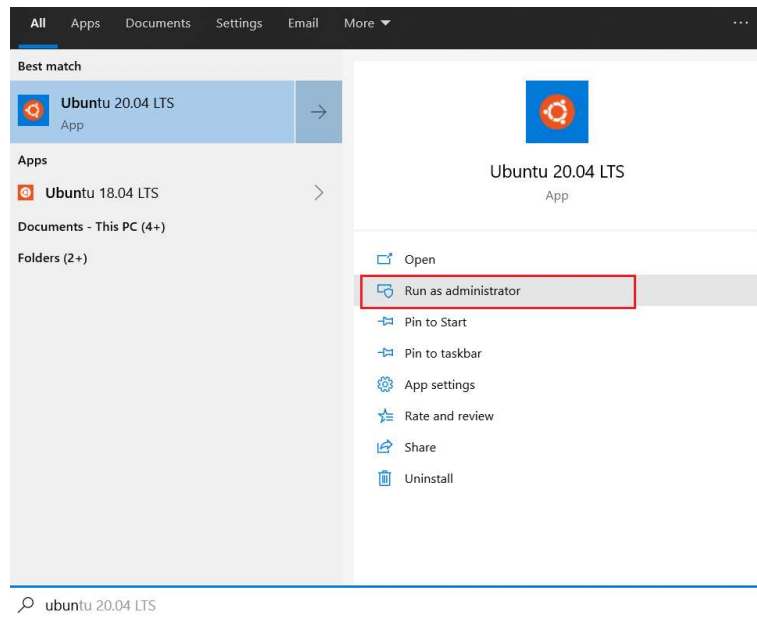 All Apps Documents Settings Email More
Best match
Ubuntu 20.04 LTS
App
Apps
Ubuntu 18.04 LTS
Documents - This PC (4+)
Folders (2+)
Ubuntu 20.04 LTS
App
Open
Run as administrator
Pin to Start
Pin to taskbar
App settings
Rate and review
Share
Uninstall
ubuntu 20.04 LTS